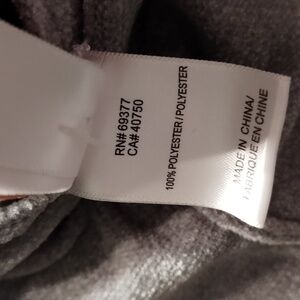 RN# 69377
CA# 40750
100% POLYESTER / POLYESTER
MADE IN CHINA/
FABRIQUE EN CHINE